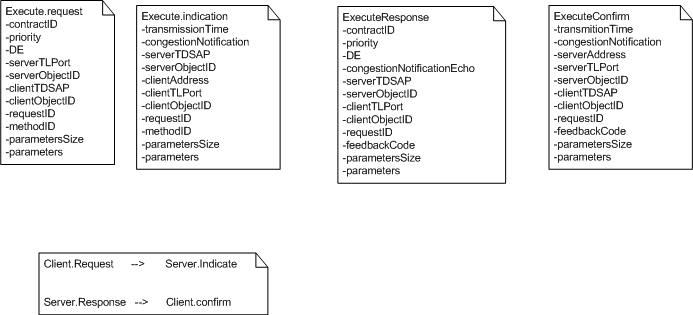 Execute.request
-contractID
-priority
-DE
-serverTLPort
-serverObjectID
-clientTDSAP
-clientObjectID
-requestID
-methodID
-parametersSize
-parameters
Execute.indication
-transmissionTime
-congestionNotification
-serverTDSAP
-serverObjectID
-clientAddress
-clientTLPort
-clientObjectID
-requestID
-methodID
-parametersSize
-parameters
ExecuteResponse
-contractID
-priority
-DE
-congestionNotificationEcho
-serverTDSAP
-serverObjectID
-clientTLPort
-clientObjectID
-requestID
-feedbackCode
-parametersSize
-parameters
ExecuteConfirm
-transmitionTime
-congestionNotification
-serverAddress
-serverTLPort
-serverObjectID
-clientTDSAP
-clientObjectID
-requestID
-feedbackCode
-parametersSize
-parameters
Client.Request --> Server.Indicate
Server.Response --> Client.confirm